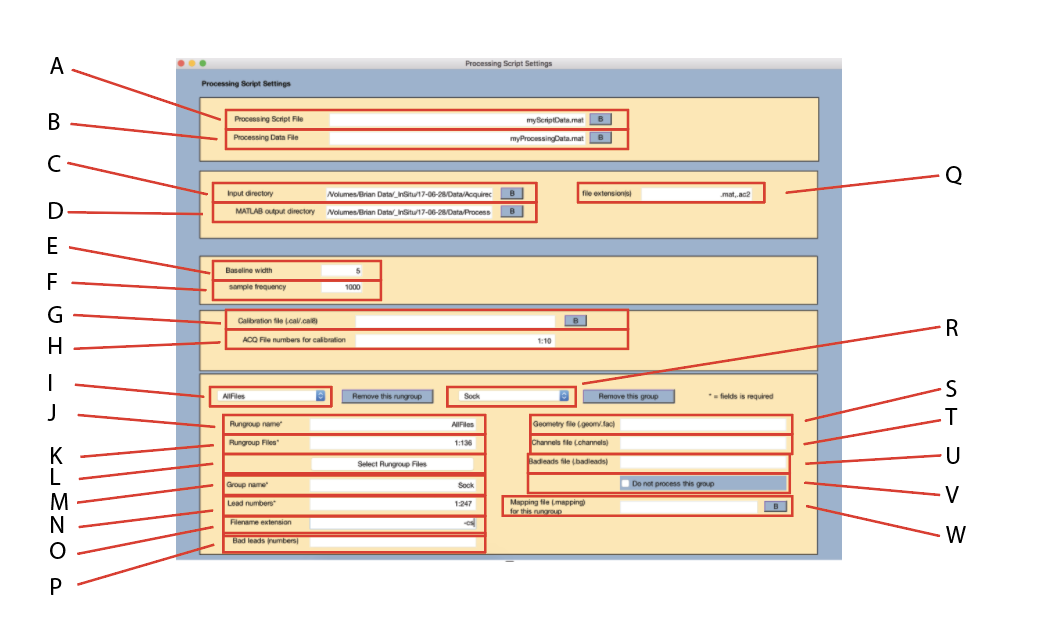 Processing Script Settings
Processing Script Settings
A
B
C
D
E
F
G
H
I
J
K
L
M
N
O
P
Processing Script File myScriptData.mat B
Processing Data File myProcessingData.mat B
Input directory /Volumes/Brian Data/_InSitu/17-06-28/Data/Acquirec B file extension(s) .mat,.ac2
MATLAB output directory /Volumes/Brian Data/_InSitu/17-06-28/Data/Process B
Baseline width 5
sample frequency 1000
Calibration file (.cal/.cal8) B
ACQ File numbers for calibration 1:10
AllFiles Remove this rungroup Sock Remove this group * = fields is required
Rungroup name* AllFiles
Rungroup Files* 1:136
Select Rungroup Files
Group name* Sock
Lead numbers* 1:247
Filename extension -cs
Bad leads (numbers)
Geometry file (.geom/.fac)
Channels file (.channels)
Badleads file (.badleads)
Do not process this group
Mapping file (.mapping)
for this rungroup B
Q
R
S
T
U
V
W